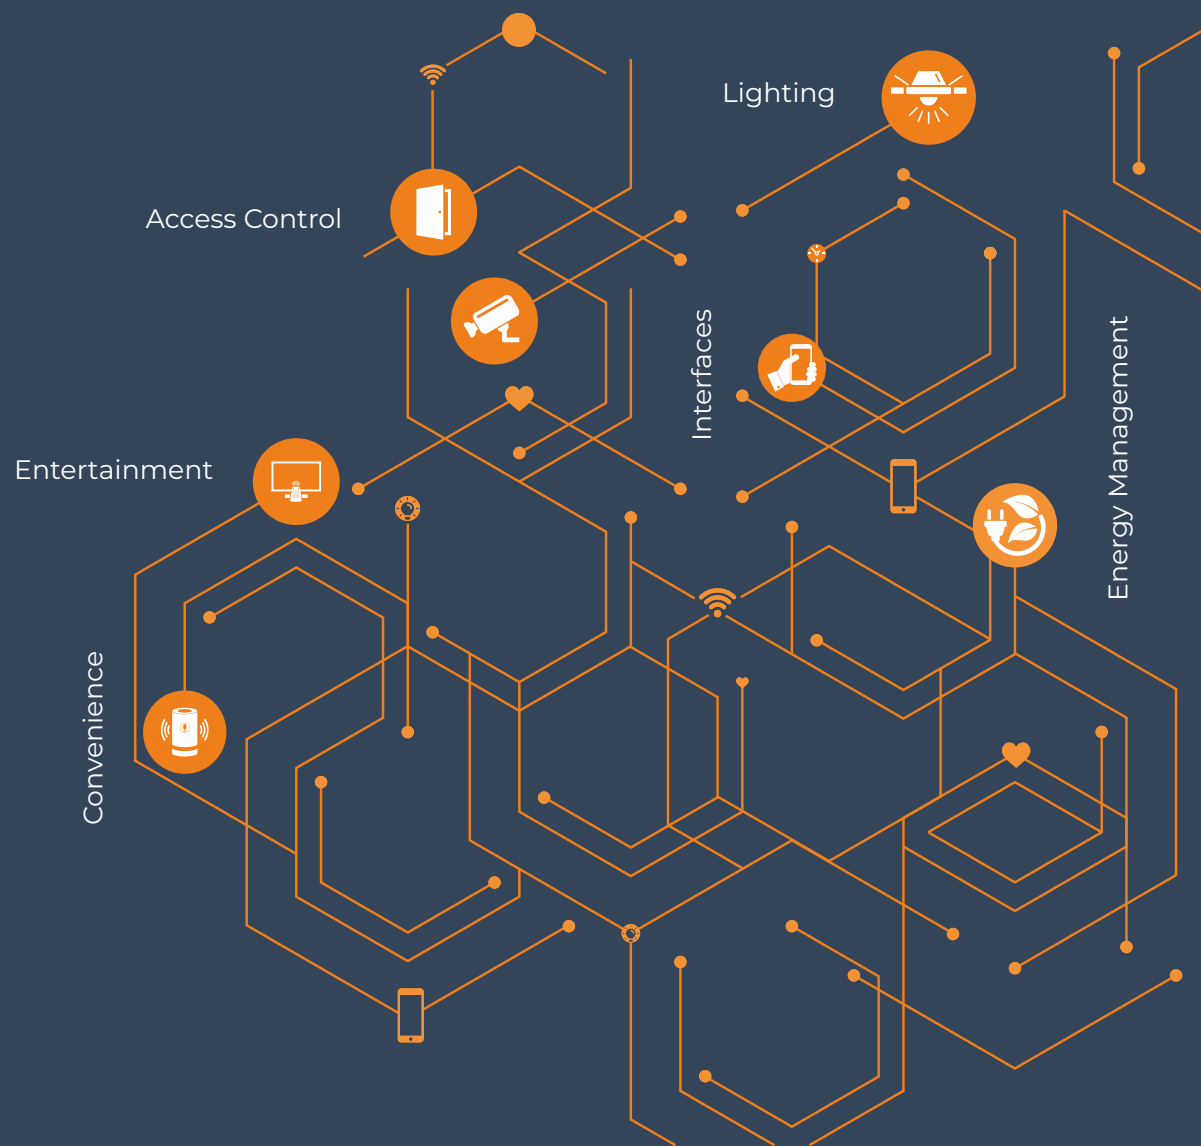 Lighting
Access Control
Interfaces
Energy Management
Entertainment
Convenience